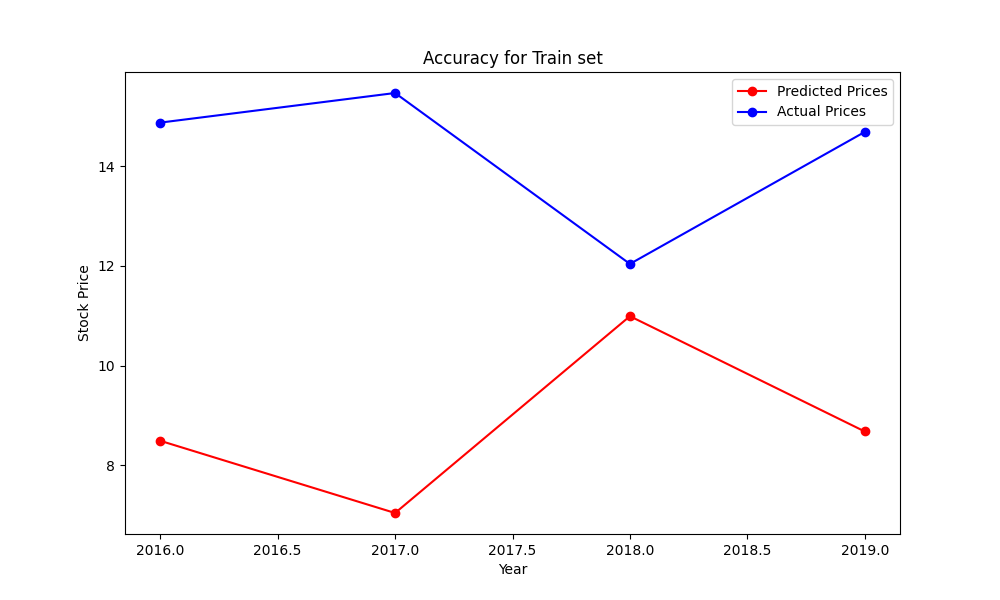 Accuracy for Train set
Predicted Prices
Actual Prices
14
12
10
8
Stock Price
2016.0 2016.5 2017.0 2017.5 2018.0 2018.5 2019.0
Year